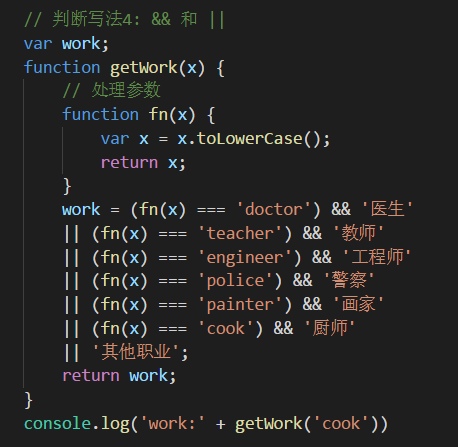 // 判断写法4: && 和 ||
var work;
function getWork(x) {
    // 处理参数
    function fn(x) {
        var x = x.toLowerCase();
        return x;
    }
    work = (fn(x) === 'doctor') && '医生'
    || (fn(x) === 'teacher') && '教师'
    || (fn(x) === 'engineer') && '工程师'
    || (fn(x) === 'police') && '警察'
    || (fn(x) === 'painter') && '画家'
    || (fn(x) === 'cook') && '厨师'
    || '其他职业';
    return work;
}
console.log('work:' + getWork('cook'))